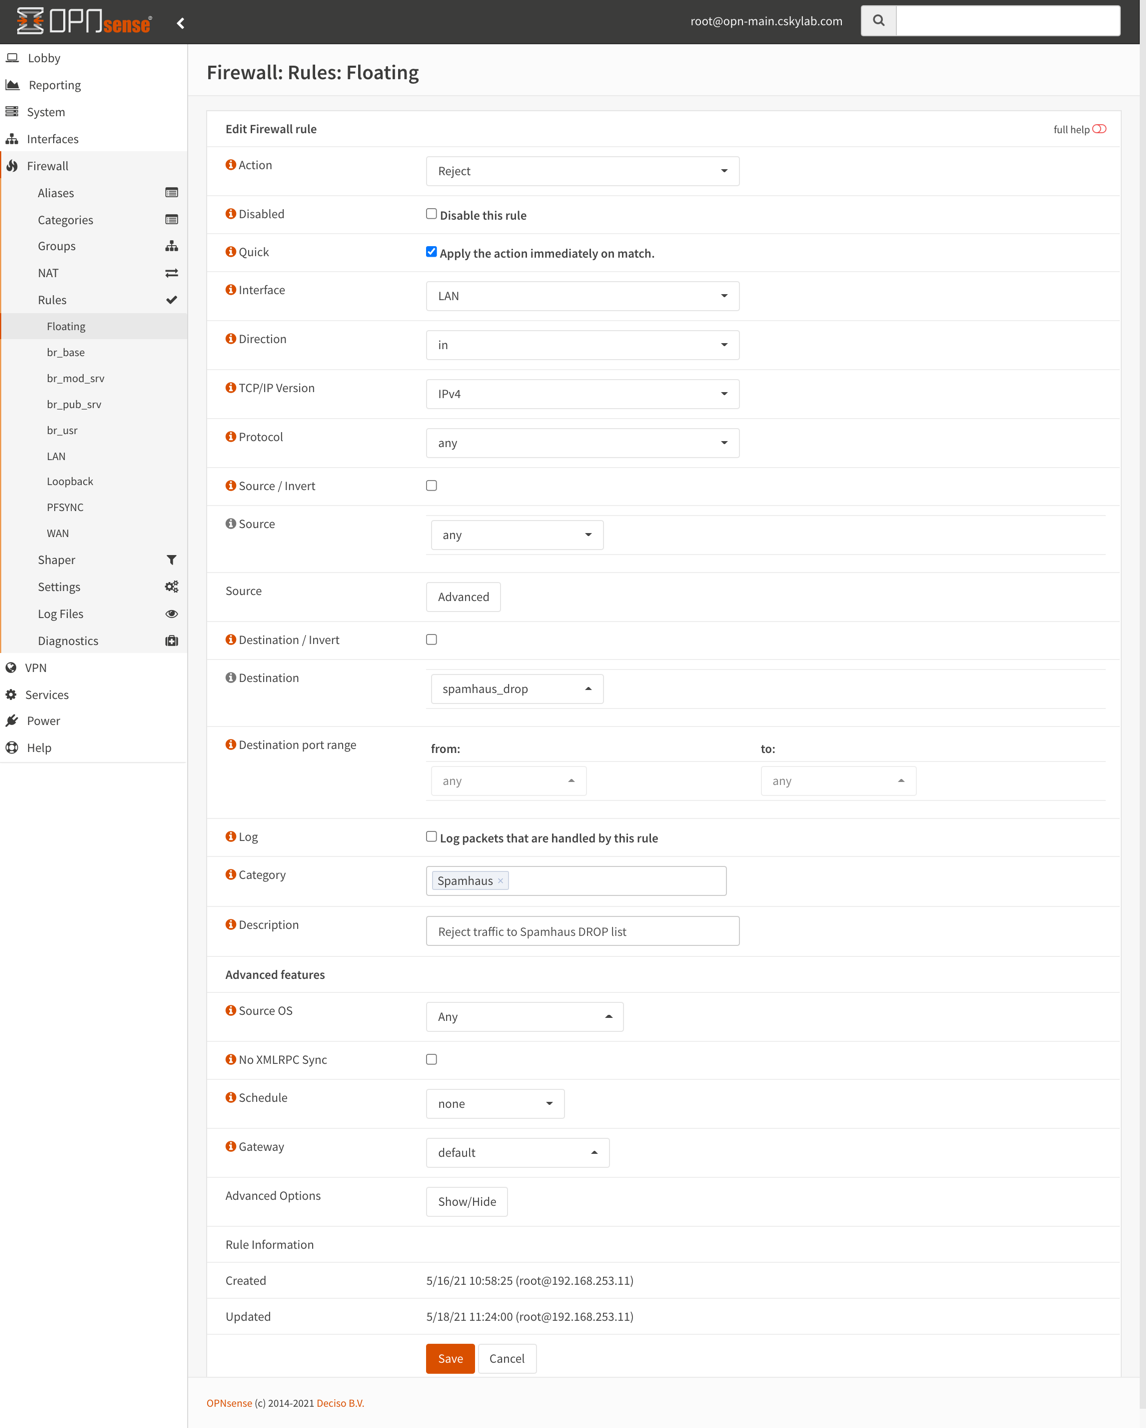 OPNsense
root@opn-main.cskylab.com
Lobby
Reporting
System
Interfaces
Firewall
Aliases
Categories
Groups
NAT
Rules
Floating
br_base
br_mod_srv
br_pub_srv
br_usr
LAN
Loopback
PFSYNC
WAN
Shaper
Settings
Log Files
Diagnostics
VPN
Services
Power
Help
Firewall: Rules: Floating
Edit Firewall rule
full help
Action
Reject
Disabled
Disable this rule
Quick
Apply the action immediately on match.
Interface
LAN
Direction
in
TCP/IP Version
IPv4
Protocol
any
Source / Invert
Source
any
Source
Advanced
Destination / Invert
Destination
spamhaus_drop
Destination port range
from:
to:
any
any
Log
Log packets that are handled by this rule
Category
Spamhaus ×
Description
Reject traffic to Spamhaus DROP list
Advanced features
Source OS
Any
No XMLRPC Sync
Schedule
none
Gateway
default
Advanced Options
Show/Hide
Rule Information
Created
5/16/21 10:58:25 (root@192.168.253.11)
Updated
5/18/21 11:24:00 (root@192.168.253.11)
Save
Cancel
OPNsense (c) 2014-2021 Deciso B.V.